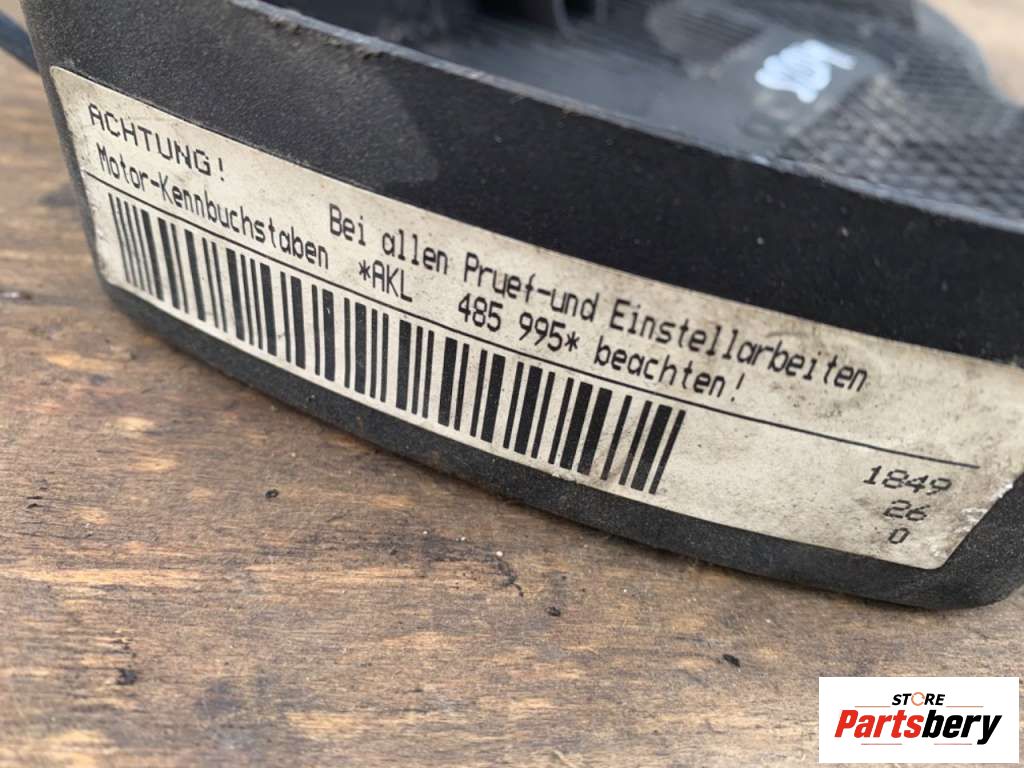 ACHTUNG!
Bei allen Pruef-und Einstellarbeiten
Motor-Kennbuchstaben *AKL 485 995* beachten!
1849
26
0
STORE
Partsbery